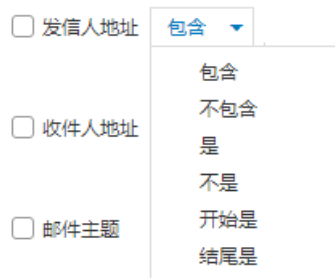 发信人地址 包含
包含
不包含
收件人地址
是
不是
邮件主题
开始是
结尾是